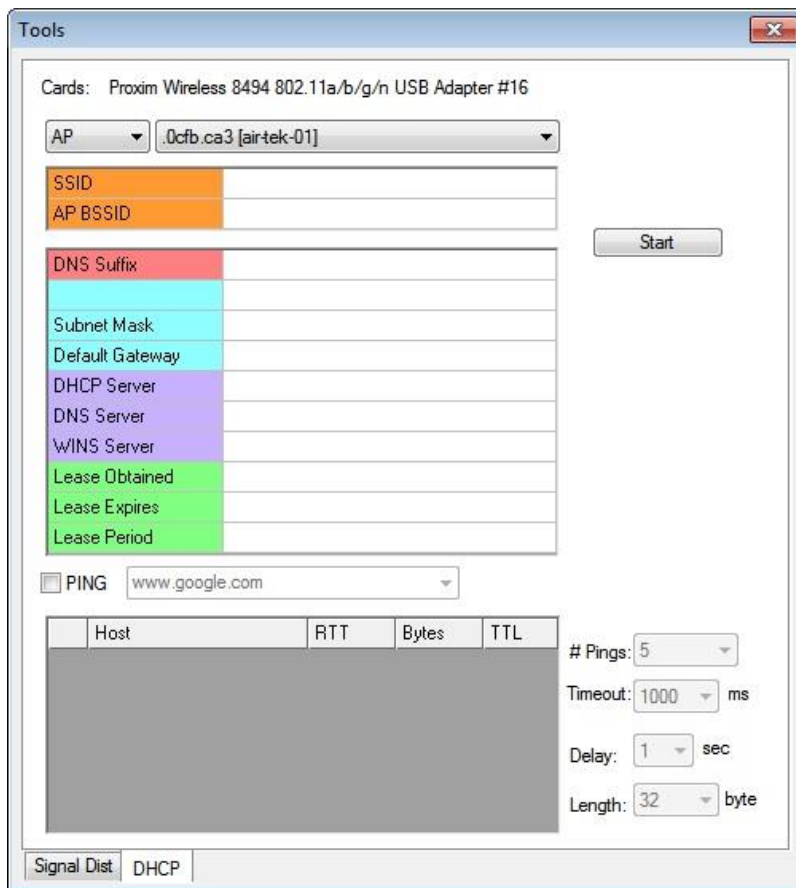 Tools
Cards: Proxim Wireless 8494 802.11a/b/g/n USB Adapter #16
AP .0cfb.ca3 [air-tek-01]
SSID
AP BSSID
Start
DNS Suffix
Subnet Mask
Default Gateway
DHCP Server
DNS Server
WINS Server
Lease Obtained
Lease Expires
Lease Period
PING www.google.com
Host RTT Bytes TTL
# Pings: 5
Timeout: 1000 ms
Delay: 1 sec
Length: 32 byte
Signal Dist DHCP